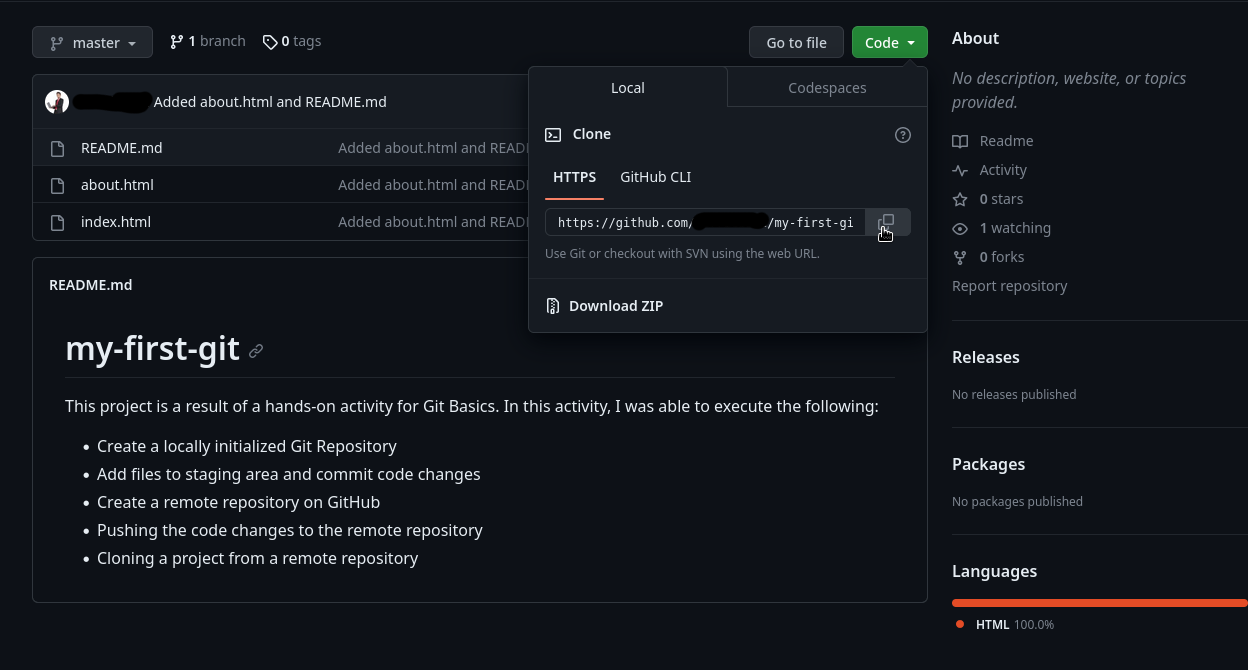 master
1 branch
0 tags
Go to file
Code
Added about.html and README.md
README.md
Added about.html and READ
about.html
Added about.html and READ
index.html
Added about.html and READ
Local
Codespaces
Clone
HTTPS
GitHub CLI
https://github.com/ /my-first-gi
Use Git or checkout with SVN using the web URL.
Download ZIP
README.md
my-first-git
This project is a result of a hands-on activity for Git Basics. In this activity, I was able to execute the following:
• Create a locally initialized Git Repository
• Add files to staging area and commit code changes
• Create a remote repository on GitHub
• Pushing the code changes to the remote repository
• Cloning a project from a remote repository
About
No description, website, or topics
provided.
Readme
Activity
0 stars
1 watching
0 forks
Report repository
Releases
No releases published
Packages
No packages published
Languages
HTML 100.0%